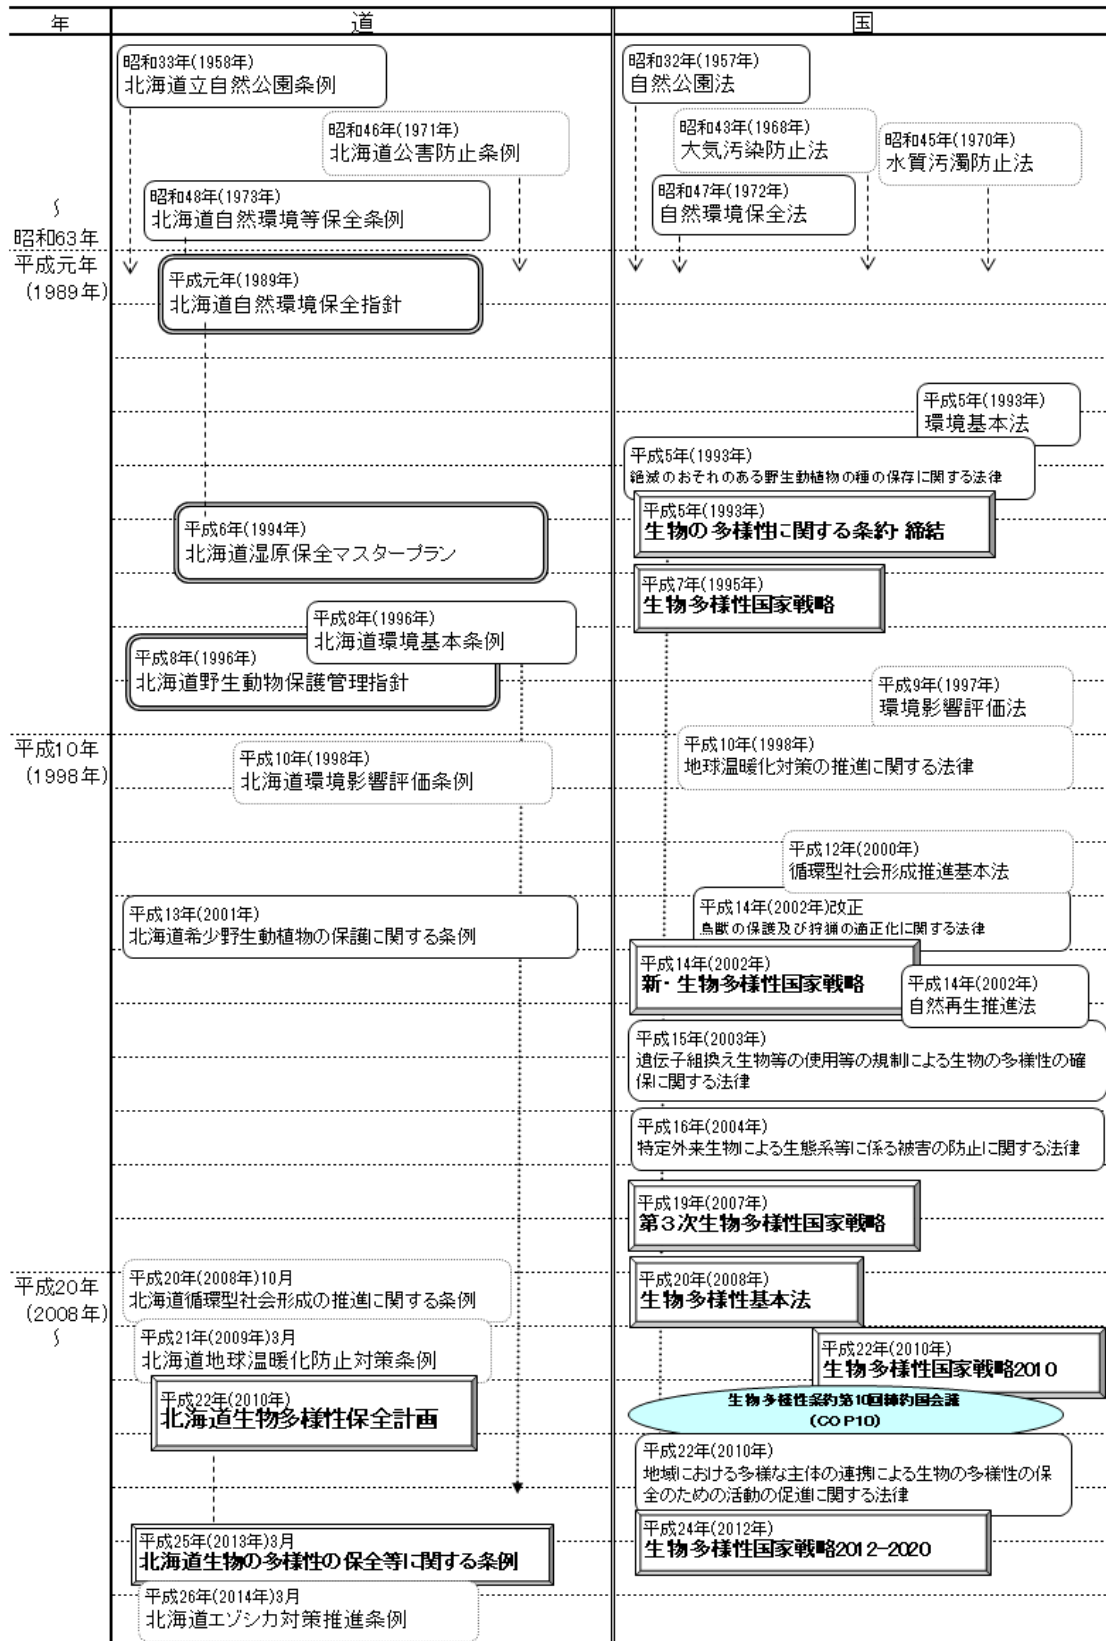 年
道
国
～
昭和63年
平成元年
(1989年)
平成10年
(1998年)
平成20年
(2008年)
～
昭和33年(1958年)
北海道立自然公園条例
昭和46年(1971年)
北海道公害防止条例
昭和48年(1973年)
北海道自然環境等保全条例
平成元年(1989年)
北海道自然環境保全指針
平成6年(1994年)
北海道湿原保全マスタープラン
平成8年(1996年)
北海道環境基本条例
平成8年(1996年)
北海道野生動物保護管理指針
平成10年(1998年)
北海道環境影響評価条例
平成13年(2001年)
北海道希少野生動植物の保護に関する条例
平成20年(2008年)10月
北海道循環型社会形成の推進に関する条例
平成21年(2009年)3月
北海道地球温暖化防止対策条例
平成22年(2010年)
北海道生物多様性保全計画
平成25年(2013年)3月
北海道生物の多様性の保全等に関する条例
平成26年(2014年)3月
北海道エゾシカ対策推進条例
昭和32年(1957年)
自然公園法
昭和43年(1968年)
大気汚染防止法
昭和45年(1970年)
水質汚濁防止法
昭和47年(1972年)
自然環境保全法
平成5年(1993年)
環境基本法
平成5年(1993年)
絶滅のおそれのある野生動植物の種の保存に関する法律
平成5年(1993年)
生物の多様性に関する条約・締結
平成7年(1995年)
生物多様性国家戦略
平成9年(1997年)
環境影響評価法
平成10年(1998年)
地球温暖化対策の推進に関する法律
平成12年(2000年)
循環型社会形成推進基本法
平成14年(2002年)改正
鳥獣の保護及び狩猟の適正化に関する法律
平成14年(2002年)
新・生物多様性国家戦略
平成14年(2002年)
自然再生推進法
平成15年(2003年)
遺伝子組換え生物等の使用等の規制による生物の多様性の確
保に関する法律
平成16年(2004年)
特定外来生物による生態系等に係る被害の防止に関する法律
平成19年(2007年)
第3次生物多様性国家戦略
平成20年(2008年)
生物多様性基本法
平成22年(2010年)
生物多様性国家戦略2010
生物多様性条約第10回締約国会議
(COP10)
平成22年(2010年)
地域における多様な主体の連携による生物の多様性の保
全のための活動の促進に関する法律
平成24年(2012年)
生物多様性国家戦略2012-2020